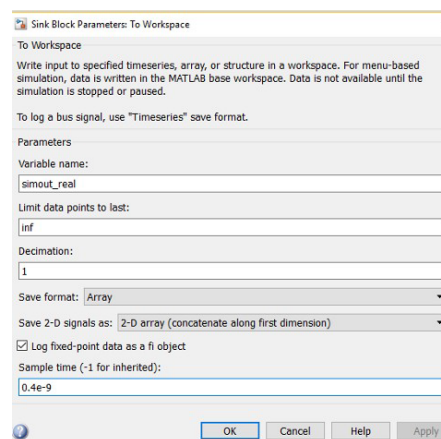 Sink Block Parameters: To Workspace
To Workspace
Write input to specified timeseries, array, or structure in a workspace. For menu-based
simulation, data is written in the MATLAB base workspace. Data is not available until the
simulation is stopped or paused.
To log a bus signal, use "Timeseries" save format.
Parameters
Variable name:
simout_real
Limit data points to last:
inf
Decimation:
1
Save format: Array
Save 2-D signals as: 2-D array (concatenate along first dimension)
Log fixed-point data as a fi object
Sample time (-1 for inherited):
0.4e-9
? OK Cancel Help Apply